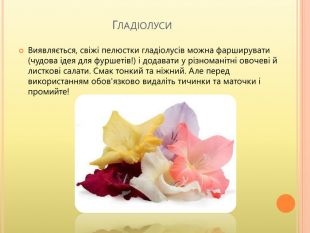 Гладіолуси
Виявляється, свіжі пелюстки гладіолусів можна фарширувати
(чудова ідея для фуршетів!) і додавати у різноманітні овочеві й
листкові салати. Смак тонкий та ніжний. Але перед
використанням обов'язково видаліть тичинки та маточки і
промийте!